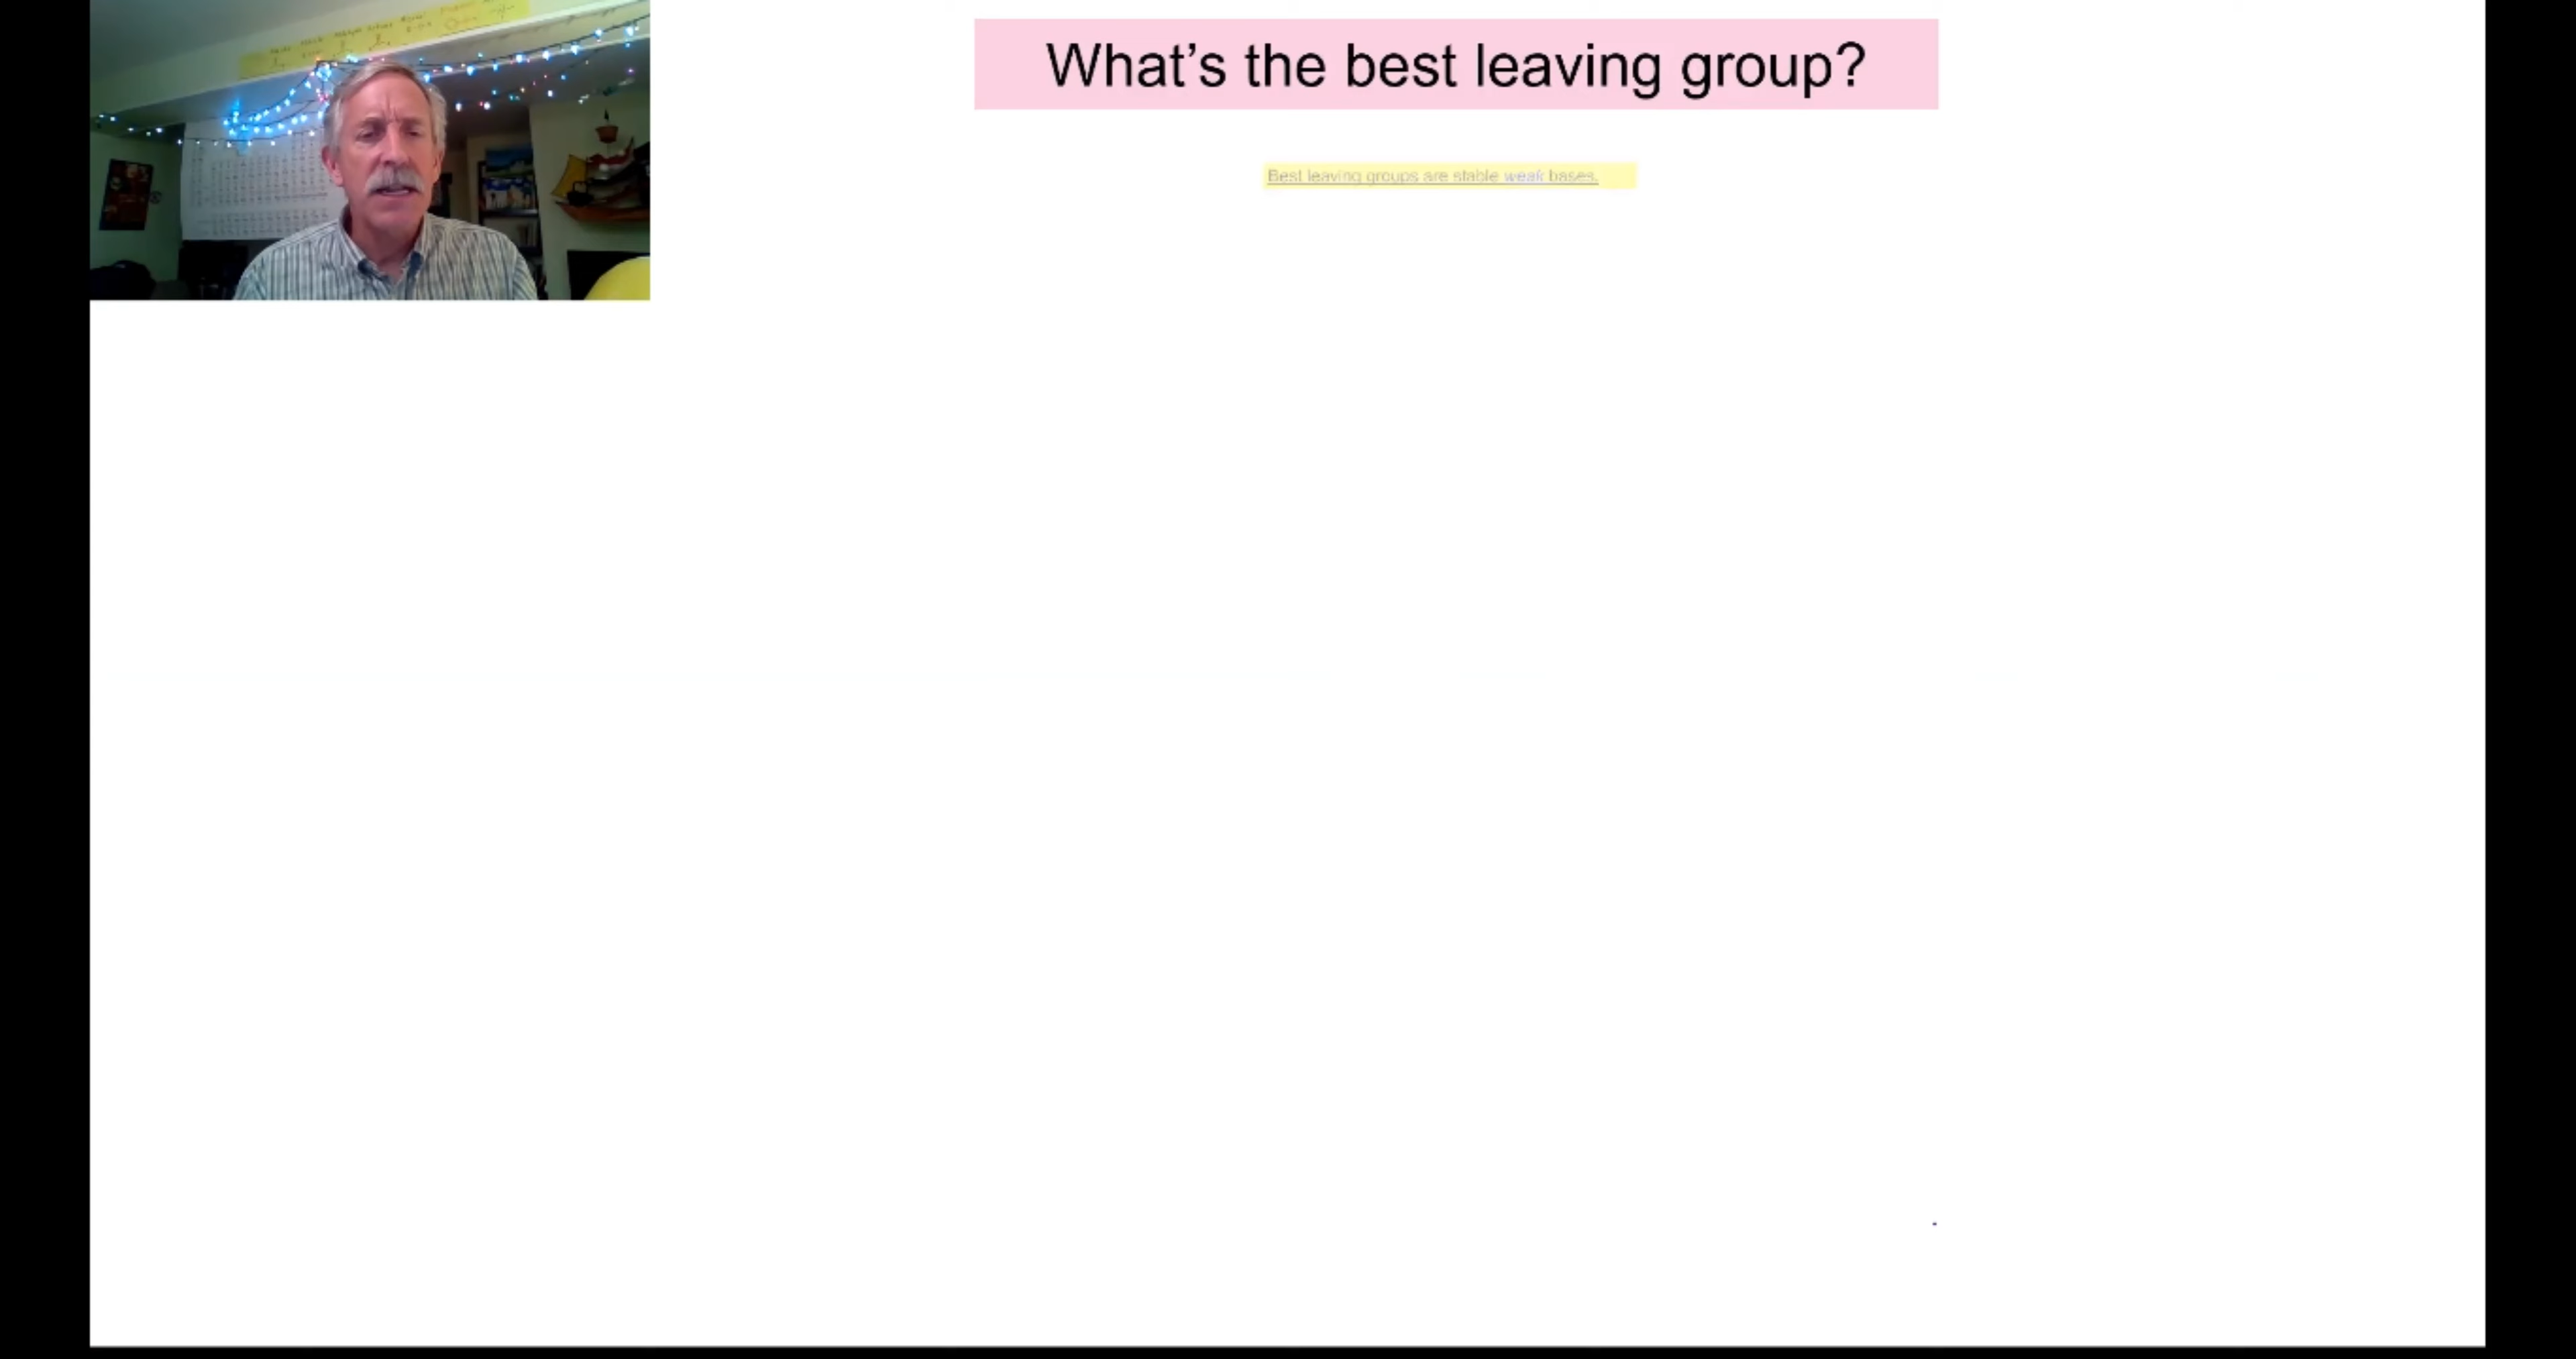 What's the best leaving group?
Best leaving groups are stable weak bases.